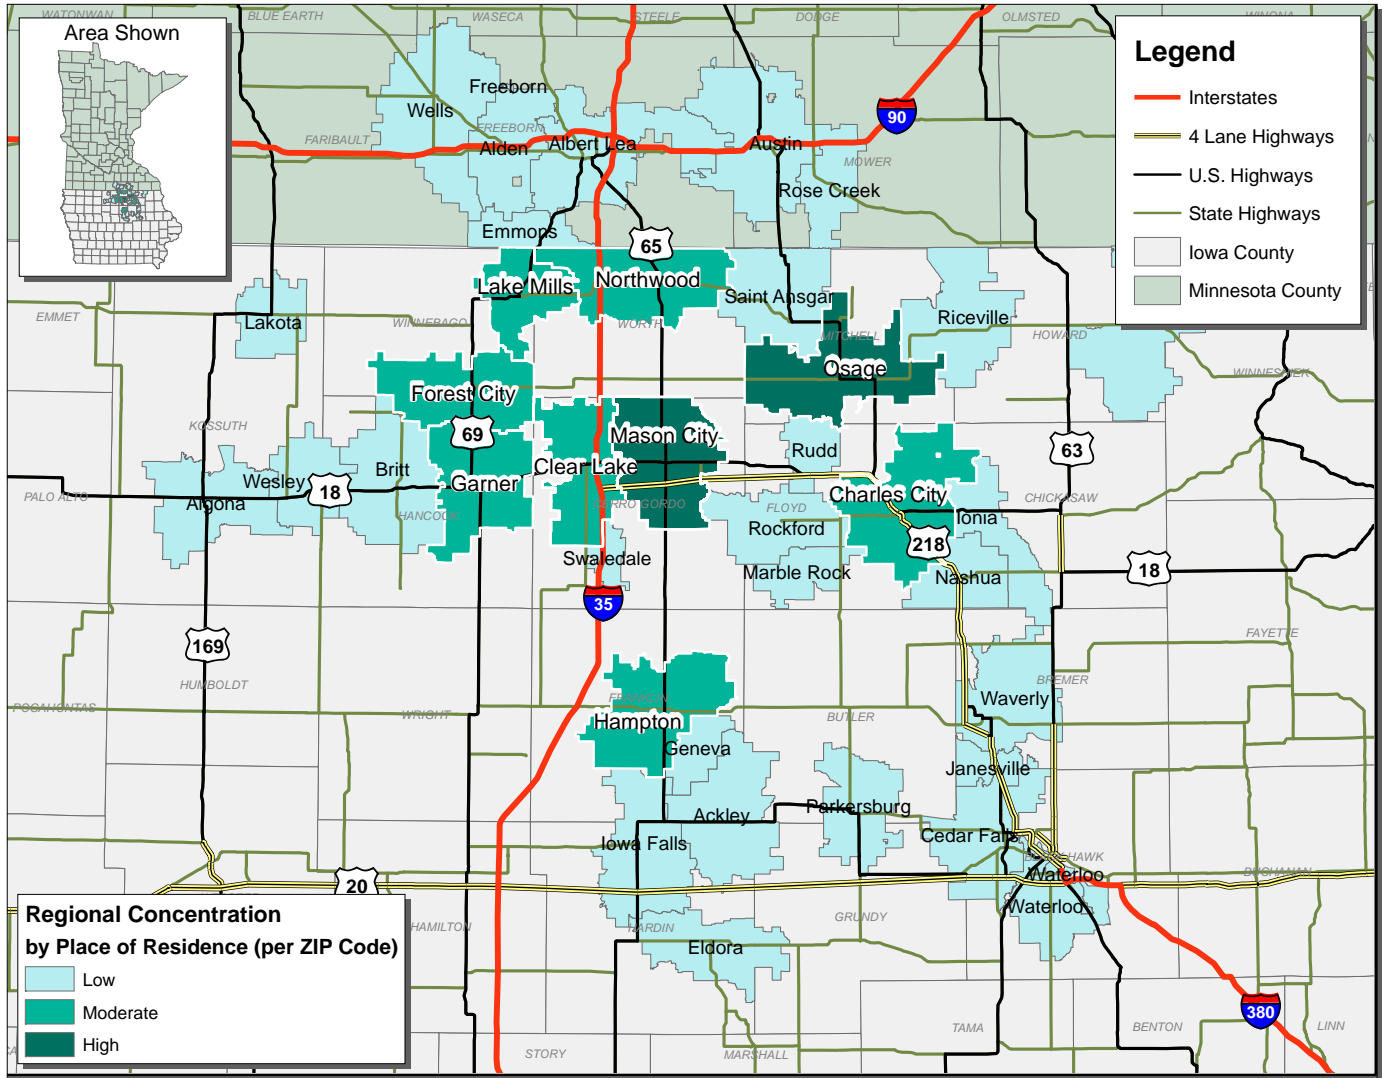 WATONWAN
BLUE EARTH
WASECA
STEELE
DODGE
OLMSTED
WINONA
Area Shown
Legend
Interstates
4 Lane Highways
U.S. Highways
State Highways
Iowa County
Minnesota County
Freeborn
Wells
90
FARIBAULT
FREEBORN
Alden
Albert Lea
Austin
MOWER
Rose Creek
Emmons
65
Lake Mills
Northwood
Saint Ansgar
EMMET
Lakota
WINNEBAGO
WORTH
MITCHELL
Riceville
HOWARD
WINNESHIEK
Osage
Forest City
KOSSUTH
69
Mason City
Rudd
63
Clear Lake
Britt
Wesley
Garner
18
PALO ALTO
Algona
HANCOCK
CERRO GORDO
FLOYD
Charles City
CHICKASAW
Rockford
Ionia
218
Swaledale
Marble Rock
Nashua
18
35
169
FAYETTE
HUMBOLDT
BREMER
FRANKLIN
Waverly
POCAHONTAS
WRIGHT
Hampton
BUTLER
Geneva
Janesville
Ackley
Parkersburg
Iowa Falls
Cedar Falls
BLACK HAWK
BUCHANAN
Waterloo
20
Waterloo
Regional Concentration
by Place of Residence (per ZIP Code)
Low
Moderate
High
HAMILTON
HARDIN
GRUNDY
Eldora
380
STORY
MARSHALL
TAMA
BENTON
LINN